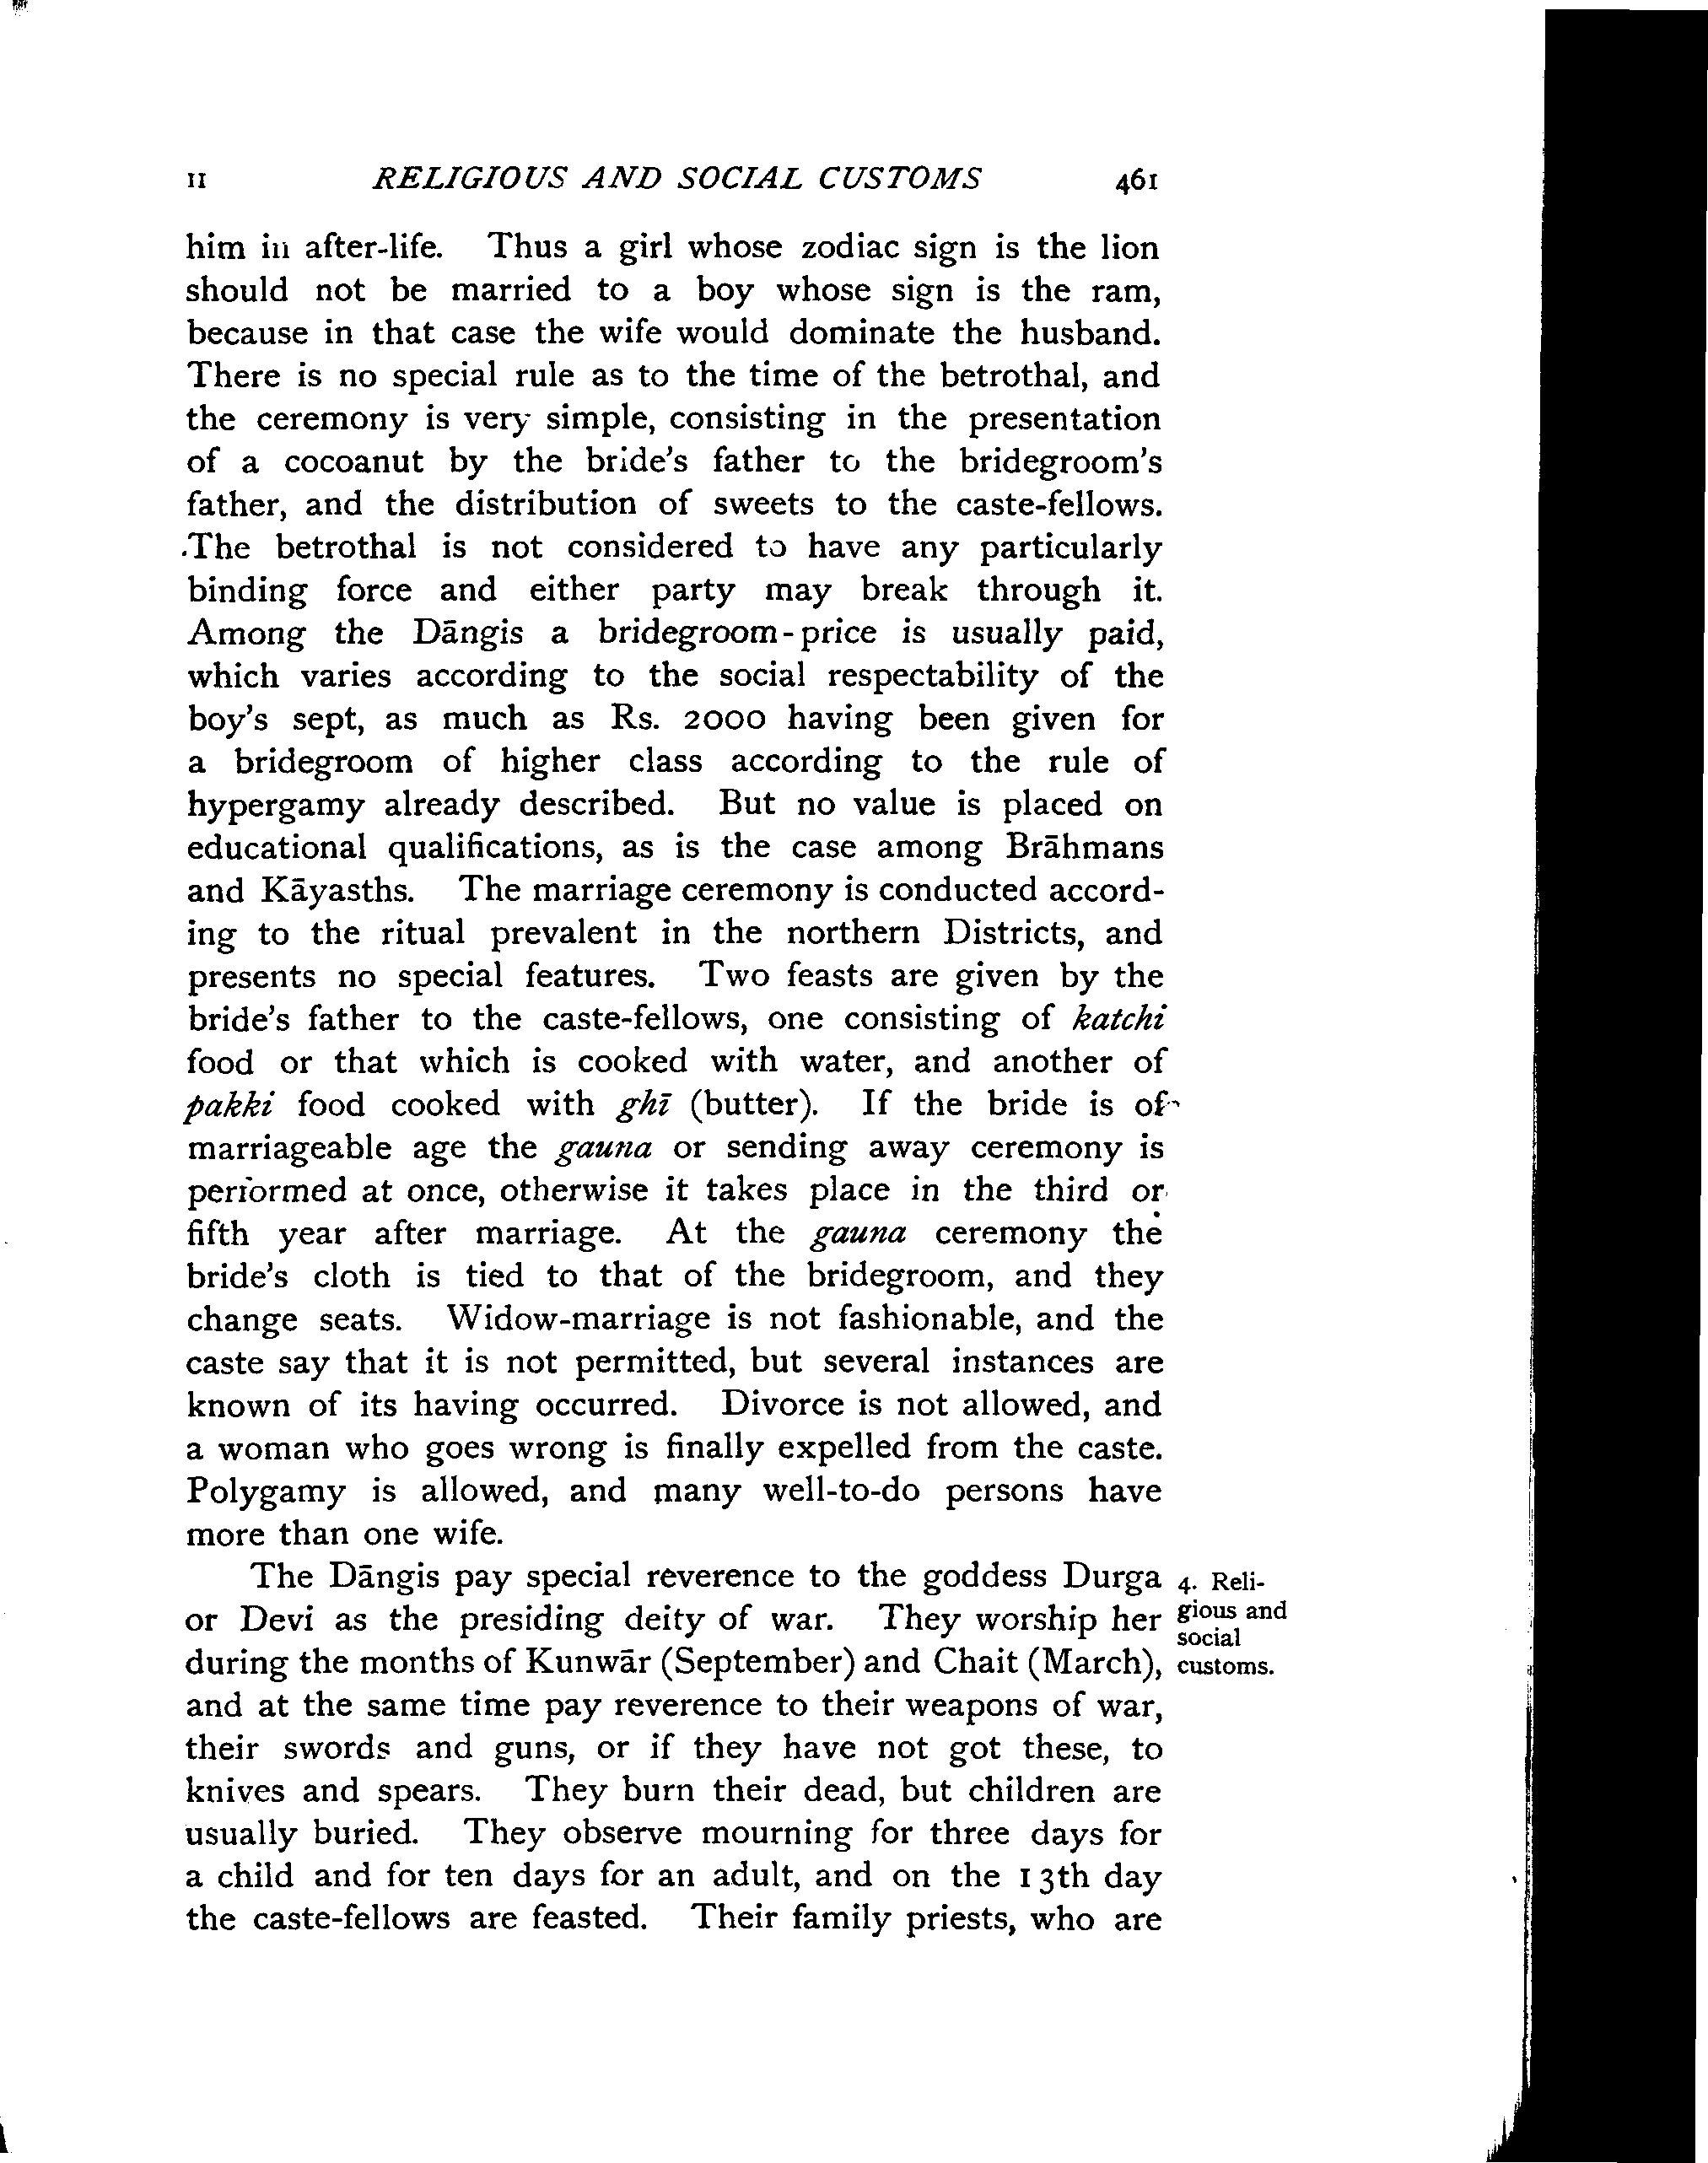 II RELIGIOUS AND SOCIAL CUSTOMS 461
him in after-life. Thus a girl whose zodiac sign is the lion
should not be married to a boy whose sign is the ram,
because in that case the wife would dominate the husband.
There is no special rule as to the time of the betrothal, and
the ceremony is very simple, consisting in the presentation
of a cocoanut by the bride's father to the bridegroom's
father, and the distribution of sweets to the caste-fellows.
The betrothal is not considered to have any particularly
binding force and either party may break through it.
Among the Dāngis a bridegroom-price is usually paid,
which varies according to the social respectability of the
boy's sept, as much as Rs. 2000 having been given for
a bridegroom of higher class according to the rule of
hypergamy already described. But no value is placed on
educational qualifications, as is the case among Brāhmans
and Kāyasths. The marriage ceremony is conducted accord-
ing to the ritual prevalent in the northern Districts, and
presents no special features. Two feasts are given by the
bride's father to the caste-fellows, one consisting of katchi
food or that which is cooked with water, and another of
pakki food cooked with ghī (butter). If the bride is of
marriageable age the gauna or sending away ceremony is
performed at once, otherwise it takes place in the third or
fifth year after marriage. At the gauna ceremony the
bride's cloth is tied to that of the bridegroom, and they
change seats. Widow-marriage is not fashionable, and the
caste say that it is not permitted, but several instances are
known of its having occurred. Divorce is not allowed, and
a woman who goes wrong is finally expelled from the caste.
Polygamy is allowed, and many well-to-do persons have
more than one wife.
The Dāngis pay special reverence to the goddess Durga
or Devi as the presiding deity of war. They worship her
during the months of Kunwār (September) and Chait (March),
and at the same time pay reverence to their weapons of war,
their swords and guns, or if they have not got these, to
knives and spears. They burn their dead, but children are
usually buried. They observe mourning for three days for
a child and for ten days for an adult, and on the 13th day
the caste-fellows are feasted. Their family priests, who are
4. Reli-
gious and
social
customs.